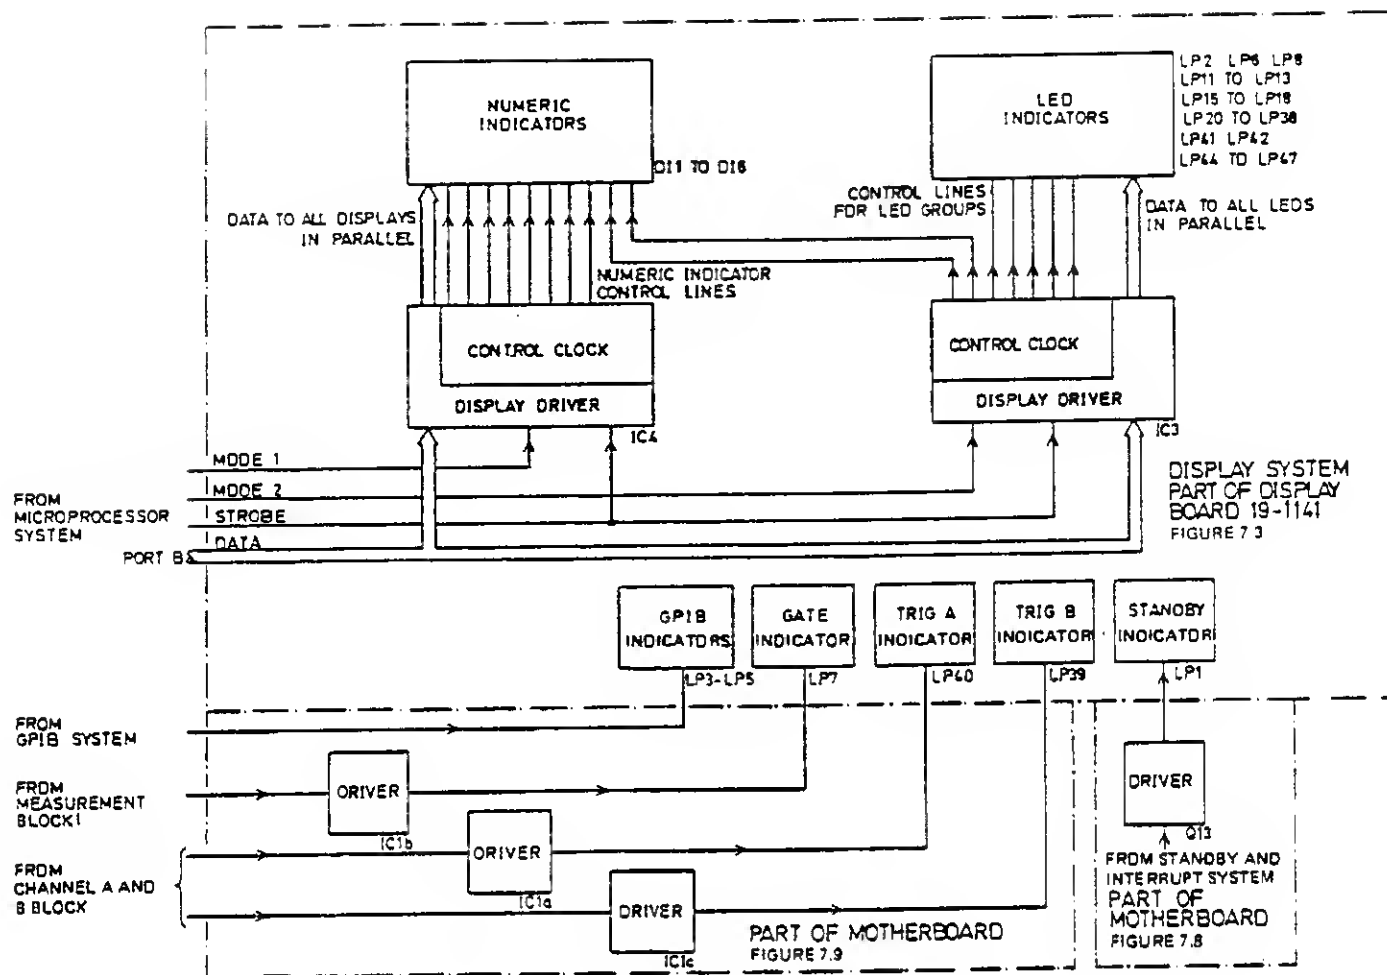 NUMERIC
INDICATORS
DI1 TO DI6
LED
INDICATORS
LP2 LP6 LP8
LP11 TO LP13
LP15 TO LP18
LP20 TO LP38
LP41 LP42
LP44 TO LP47
DATA TO ALL DISPLAYS
IN PARALLEL
CONTROL LINES
FOR LED GROUPS
DATA TO ALL LEDS
IN PARALLEL
NUMERIC INDICATOR
CONTROL LINES
CONTROL CLOCK
DISPLAY DRIVER
IC4
CONTROL CLOCK
DISPLAY DRIVER
IC3
FROM
MICROPROCESSOR
SYSTEM
MODE 1
MODE 2
STROBE
DATA
PORT B
DISPLAY SYSTEM
PART OF DISPLAY
BOARD 19-1141
FIGURE 7.3
GPIB
INDICATORS
LP3-LP5
GATE
INDICATOR
LP7
TRIG A
INDICATOR
LP40
TRIG B
INDICATOR
LP39
STANDBY
INDICATOR
LP1
FROM
GPIB SYSTEM
FROM
MEASUREMENT
BLOCK 1
DRIVER
IC1b
FROM
CHANNEL A AND
B BLOCK
DRIVER
IC1a
DRIVER
IC1c
PART OF MOTHERBOARD
FIGURE 7.9
DRIVER
Q13
FROM STANDBY AND
INTERRUPT SYSTEM
PART OF
MOTHERBOARD
FIGURE 7.8